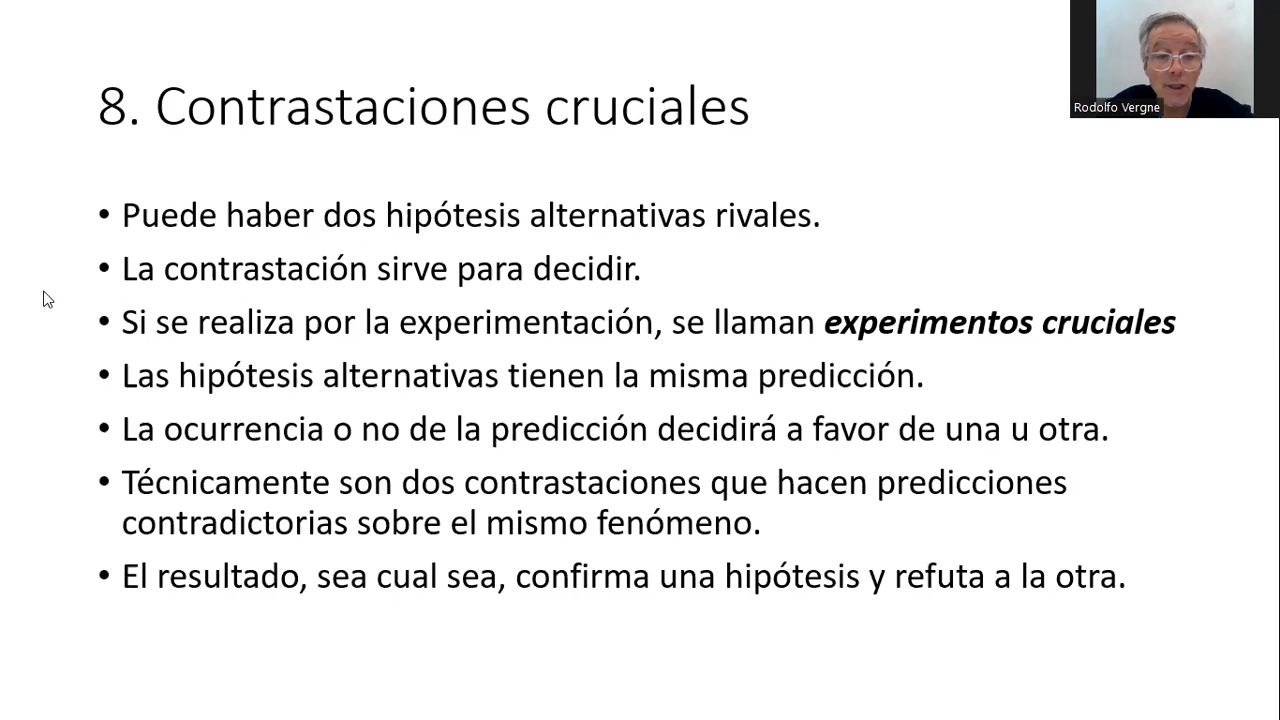 8. Contrastaciones cruciales
Rodolfo Vergne
• Puede haber dos hipótesis alternativas rivales.
• La contrastación sirve para decidir.
• Si se realiza por la experimentación, se llaman experimentos cruciales
• Las hipótesis alternativas tienen la misma predicción.
• La ocurrencia o no de la predicción decidirá a favor de una u otra.
• Técnicamente son dos contrastaciones que hacen predicciones
contradictorias sobre el mismo fenómeno.
• El resultado, sea cual sea, confirma una hipótesis y refuta a la otra.